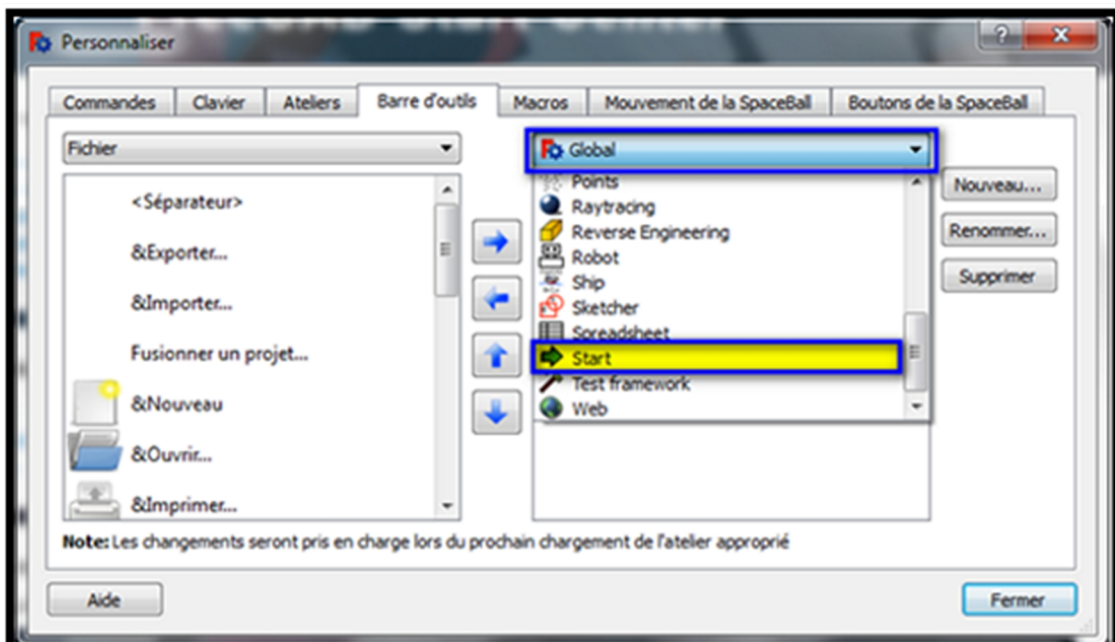 Personnaliser
Commandes
Clavier
Ateliers
Barre d'outils
Macros
Mouvement de la SpaceBall
Boutons de la SpaceBall
Fichier
<Séparateur>
&Exporter...
&Importer...
Fusionner un projet...
&Nouveau
&Ouvrir...
&Imprimer...
Global
Points
Raytracing
Reverse Engineering
Robot
Ship
Sketcher
Spreadsheet
Start
Test framework
Web
Nouveau...
Renommer...
Supprimer
Note: Les changements seront pris en charge lors du prochain chargement de l'atelier approprié
Aide
Fermer